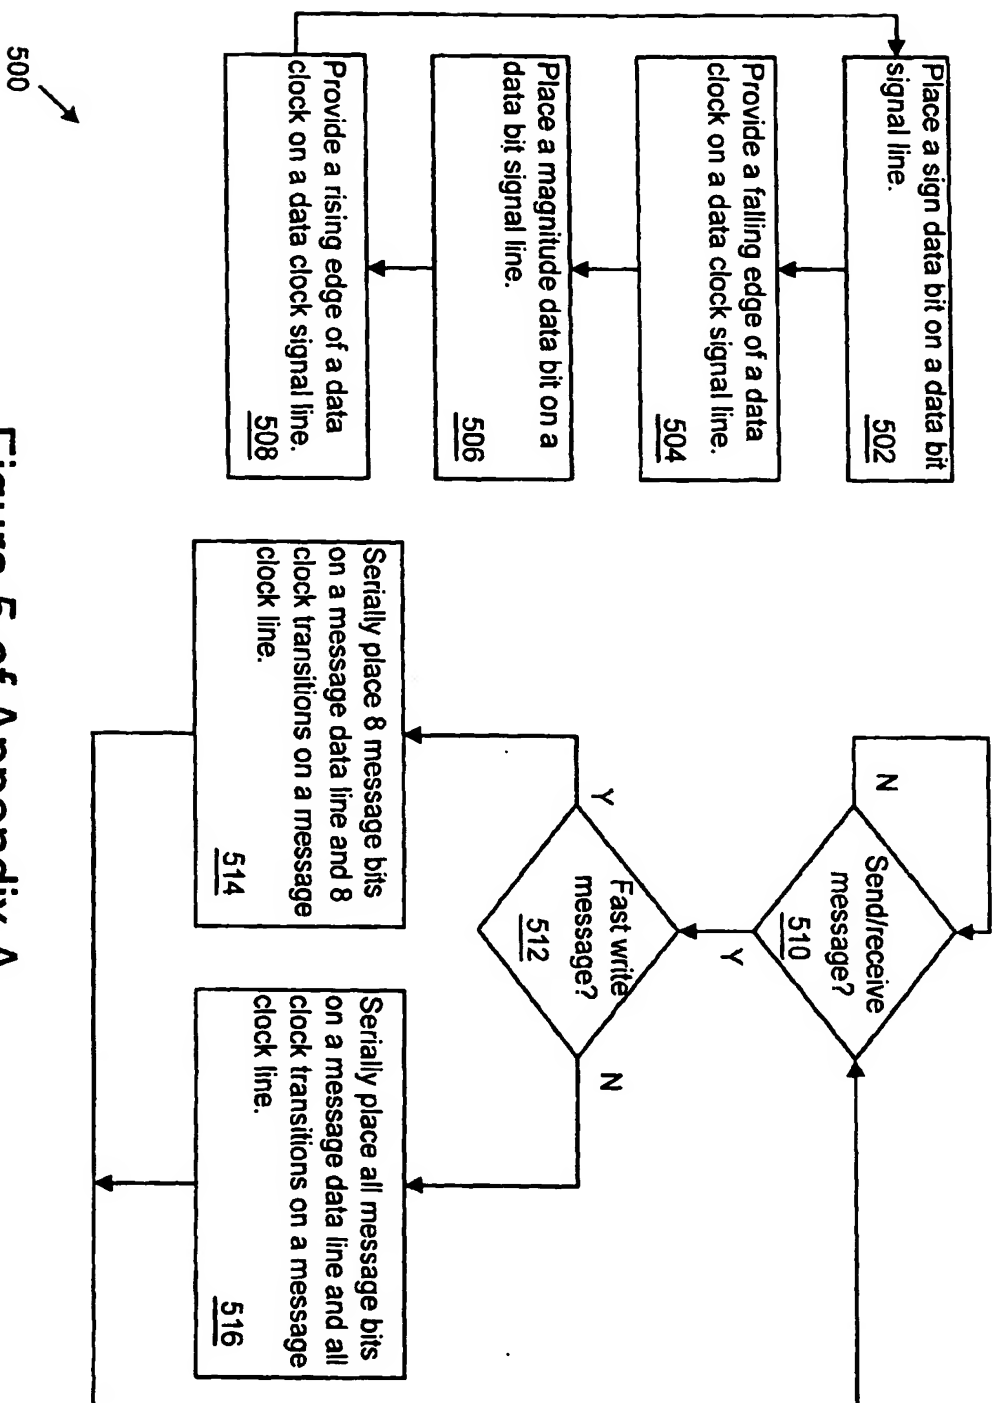 Place a sign data bit on a data bit
signal line.
502
Provide a falling edge of a data
clock on a data clock signal line.
504
Place a magnitude data bit on a
data bit signal line.
506
Provide a rising edge of a data
clock on a data clock signal line.
508
Send/receive
message?
510
N
Y
Fast write
message?
512
Y
N
Serially place 8 message bits
on a message data line and 8
clock transitions on a message
clock line.
514
Serially place all message bits
on a message data line and all
clock transitions on a message
clock line.
516
500
Figure 5 of Appendix A